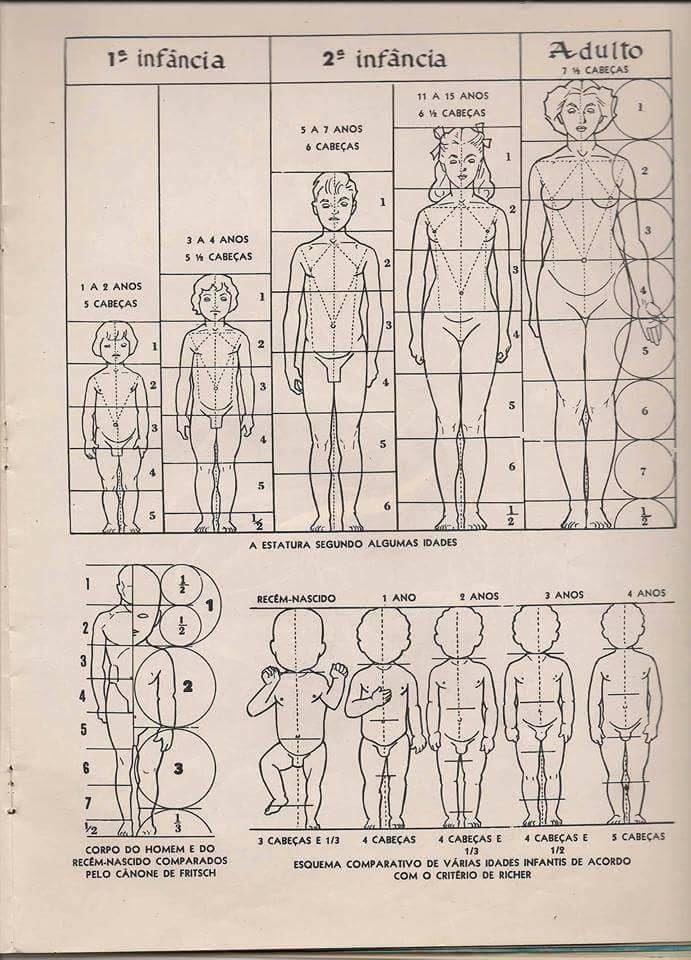 1ª infância
2ª infância
Adulto
7 ½ CABEÇAS
11 A 15 ANOS
6 ½ CABEÇAS
5 A 7 ANOS
6 CABEÇAS
3 A 4 ANOS
5 ½ CABEÇAS
1 A 2 ANOS
5 CABEÇAS
1
2
3
4
5
1
2
3
4
5
½
1
2
3
4
5
6
1
2
3
4
5
6
½
1
2
3
4
5
6
7
½
A ESTATURA SEGUNDO ALGUMAS IDADES
1
2
3
4
5
6
7
½
½
½
1
2
3
⅓
CORPO DO HOMEM E DO
RECÉM-NASCIDO COMPARADOS
PELO CÂNONE DE FRITSCH
RECÉM-NASCIDO
1 ANO
2 ANOS
3 ANOS
4 ANOS
3 CABEÇAS E 1/3
4 CABEÇAS
4 CABEÇAS E
1/3
4 CABEÇAS E
1/2
5 CABEÇAS
ESQUEMA COMPARATIVO DE VÁRIAS IDADES INFANTIS DE ACORDO
COM O CRITÉRIO DE RICHER